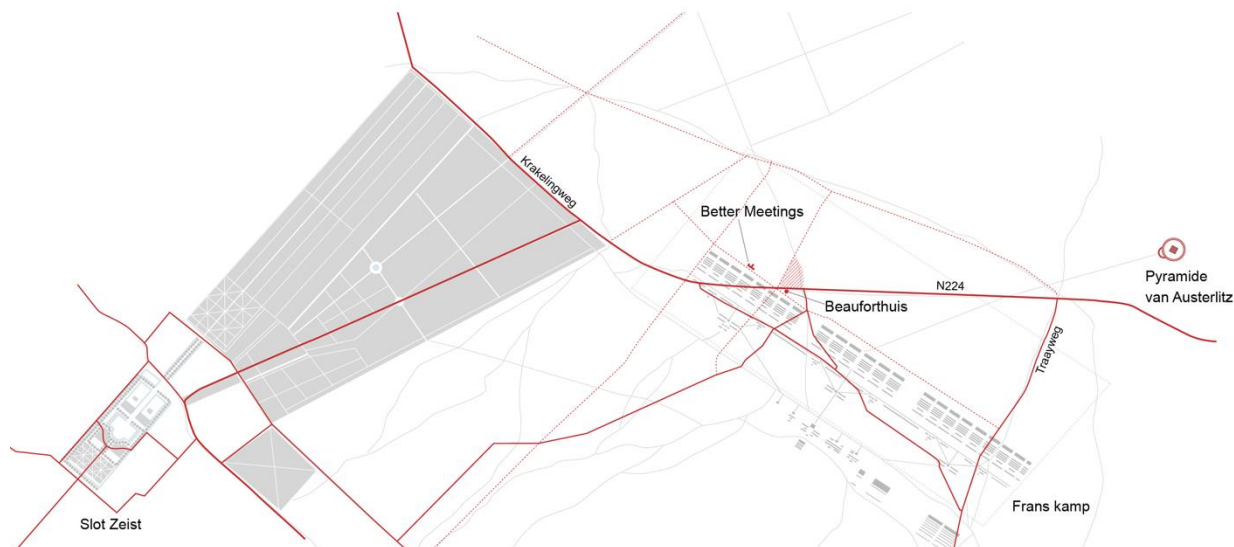 Krakelingweg
Better Meetings
Pyramide
van Austerlitz
N224
Beauforthuis
Traayweg
Frans kamp
Slot Zeist